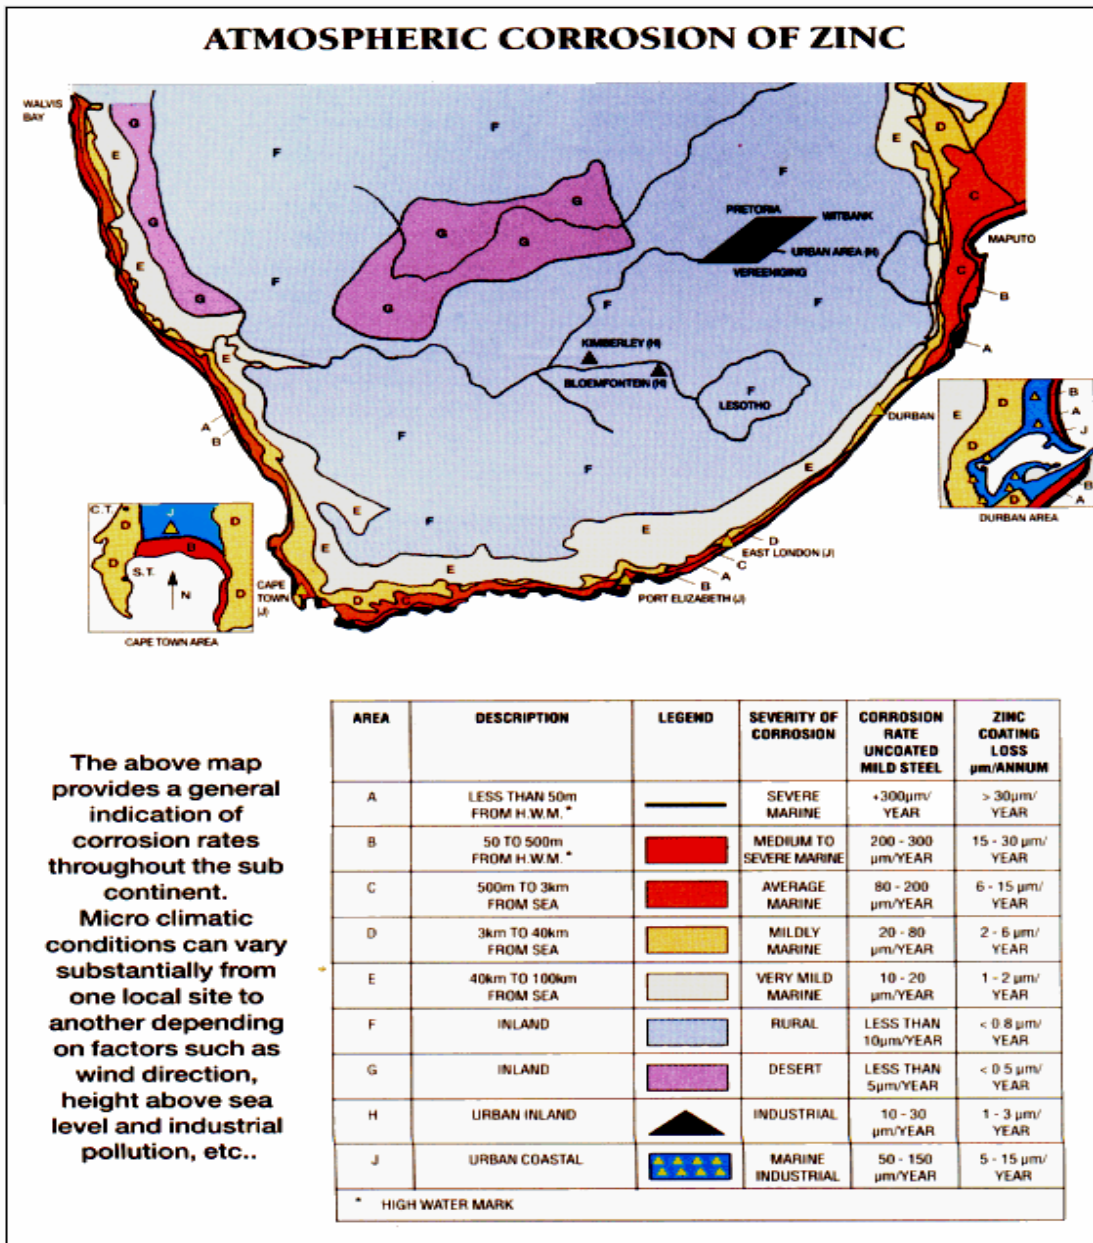 ATMOSPHERIC CORROSION OF ZINC
WALVIS
BAY
G
E
F
F
F
E
D
G
G
G
G
E
G
G
F
F
F
F
PRETORIA
WITBANK
URBAN AREA (H)
VEREENIGING
C
MAPUTO
C
B
A
KIMBERLEY (H)
BLOEMFONTEIN (H)
F
LESOTHO
E
A
B
F
F
F
E
E
E
E
E
DURBAN
D
EAST LONDON (J)
C
A
B
PORT ELIZABETH (J)
D
C
CAPE
TOWN
(J)
C.T.
D
J
D
B
D
S.T.
N
D
CAPE TOWN AREA
E
D
D
D
B
A
J
B
A
DURBAN AREA
The above map
provides a general
indication of
corrosion rates
throughout the sub
continent.
Micro climatic
conditions can vary
substantially from
one local site to
another depending
on factors such as
wind direction,
height above sea
level and industrial
pollution, etc..
AREA DESCRIPTION LEGEND SEVERITY OF CORROSION CORROSION RATE UNCOATED MILD STEEL ZINC COATING LOSS µm/ANNUM
A LESS THAN 50m FROM H.W.M.* SEVERE MARINE +300µm/ YEAR > 30µm/ YEAR
B 50 TO 500m FROM H.W.M.* MEDIUM TO SEVERE MARINE 200 - 300 µm/YEAR 15 - 30 µm/ YEAR
C 500m TO 3km FROM SEA AVERAGE MARINE 80 - 200 µm/YEAR 6 - 15 µm/ YEAR
D 3km TO 40km FROM SEA MILDLY MARINE 20 - 80 µm/YEAR 2 - 6 µm/ YEAR
E 40km TO 100km FROM SEA VERY MILD MARINE 10 - 20 µm/YEAR 1 - 2 µm/ YEAR
F INLAND RURAL LESS THAN 10µm/YEAR < 0.8 µm/ YEAR
G INLAND DESERT LESS THAN 5µm/YEAR < 0.5 µm/ YEAR
H URBAN INLAND INDUSTRIAL 10 - 30 µm/YEAR 1 - 3 µm/ YEAR
J URBAN COASTAL MARINE INDUSTRIAL 50 - 150 µm/YEAR 5 - 15 µm/ YEAR
* HIGH WATER MARK